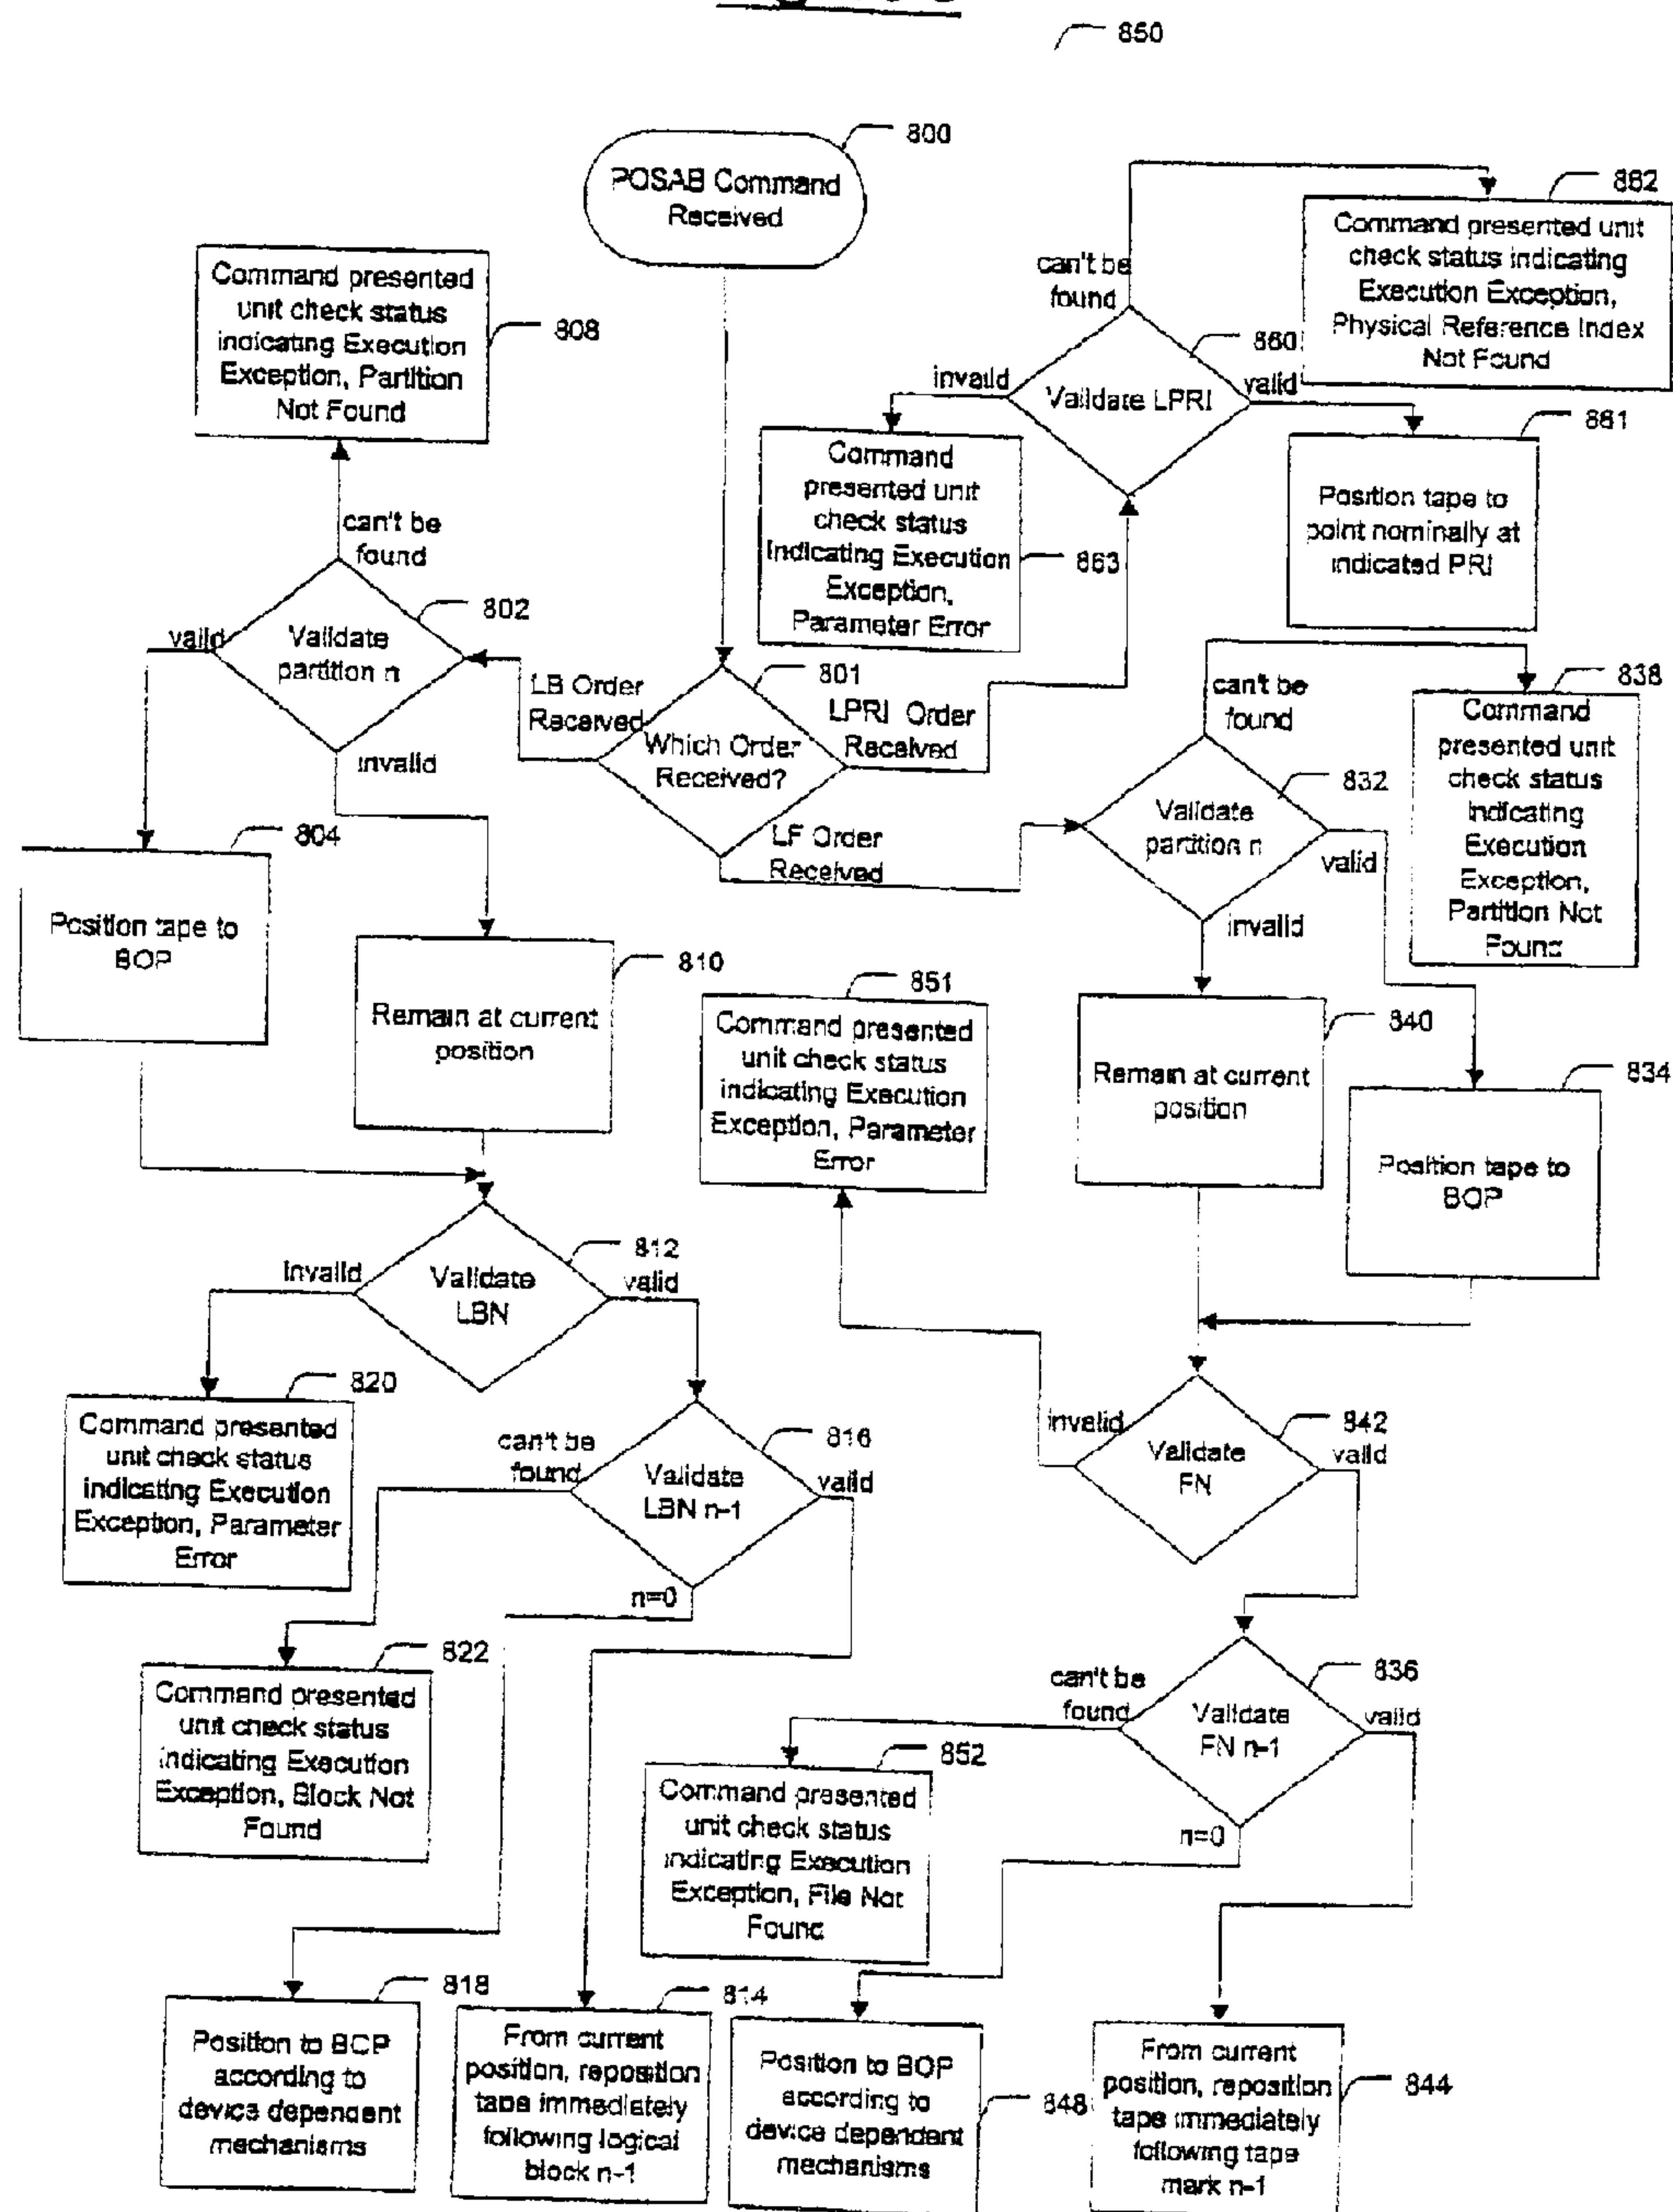 850
800
POSAB Command
Received
862
Command presented unit
check status indicating
Execution Exception,
Physical Reference Index
Not Found
can't be
found
860
Validate LPRI
invalid
valid
Command presented
unit check status
indicating Execution
Exception, Partition
Not Found
808
861
Position tape to
point nominally at
indicated PRI
Command
presented unit
check status
Indicating Execution
Exception,
Parameter Error
863
can't be
found
802
Validate
partition n
valid
invalid
LB Order
Received
801
Which Order
Received?
LPRI Order
Received
LF Order
Received
can't be
found
838
Command
presented unit
check status
Indicating
Execution
Exception,
Partition Not
Found
832
Validate
partition n
valid
invalid
804
Position tape to
BOP
810
Remain at current
position
851
Command presented
unit check status
indicating Execution
Exception, Parameter
Error
840
Remain at current
position
834
Position tape to
BOP
812
Validate
LBN
invalid
valid
820
Command presented
unit check status
indicating Execution
Exception, Parameter
Error
can't be
found
816
Validate
LBN n-1
valid
n=0
invalid
842
Validate
FN
valid
822
Command presented
unit check status
indicating Execution
Exception, Block Not
Found
can't be
found
836
Validate
FN n-1
valid
n=0
852
Command presented
unit check status
indicating Execution
Exception, File Not
Found
818
Position to BOP
according to
device dependent
mechanisms
814
From current
position, reposition
tape immediately
following logical
block n-1
Position to BOP
according to
device dependent
mechanisms
848
From current
position, reposition
tape immediately
following tape
mark n-1
844